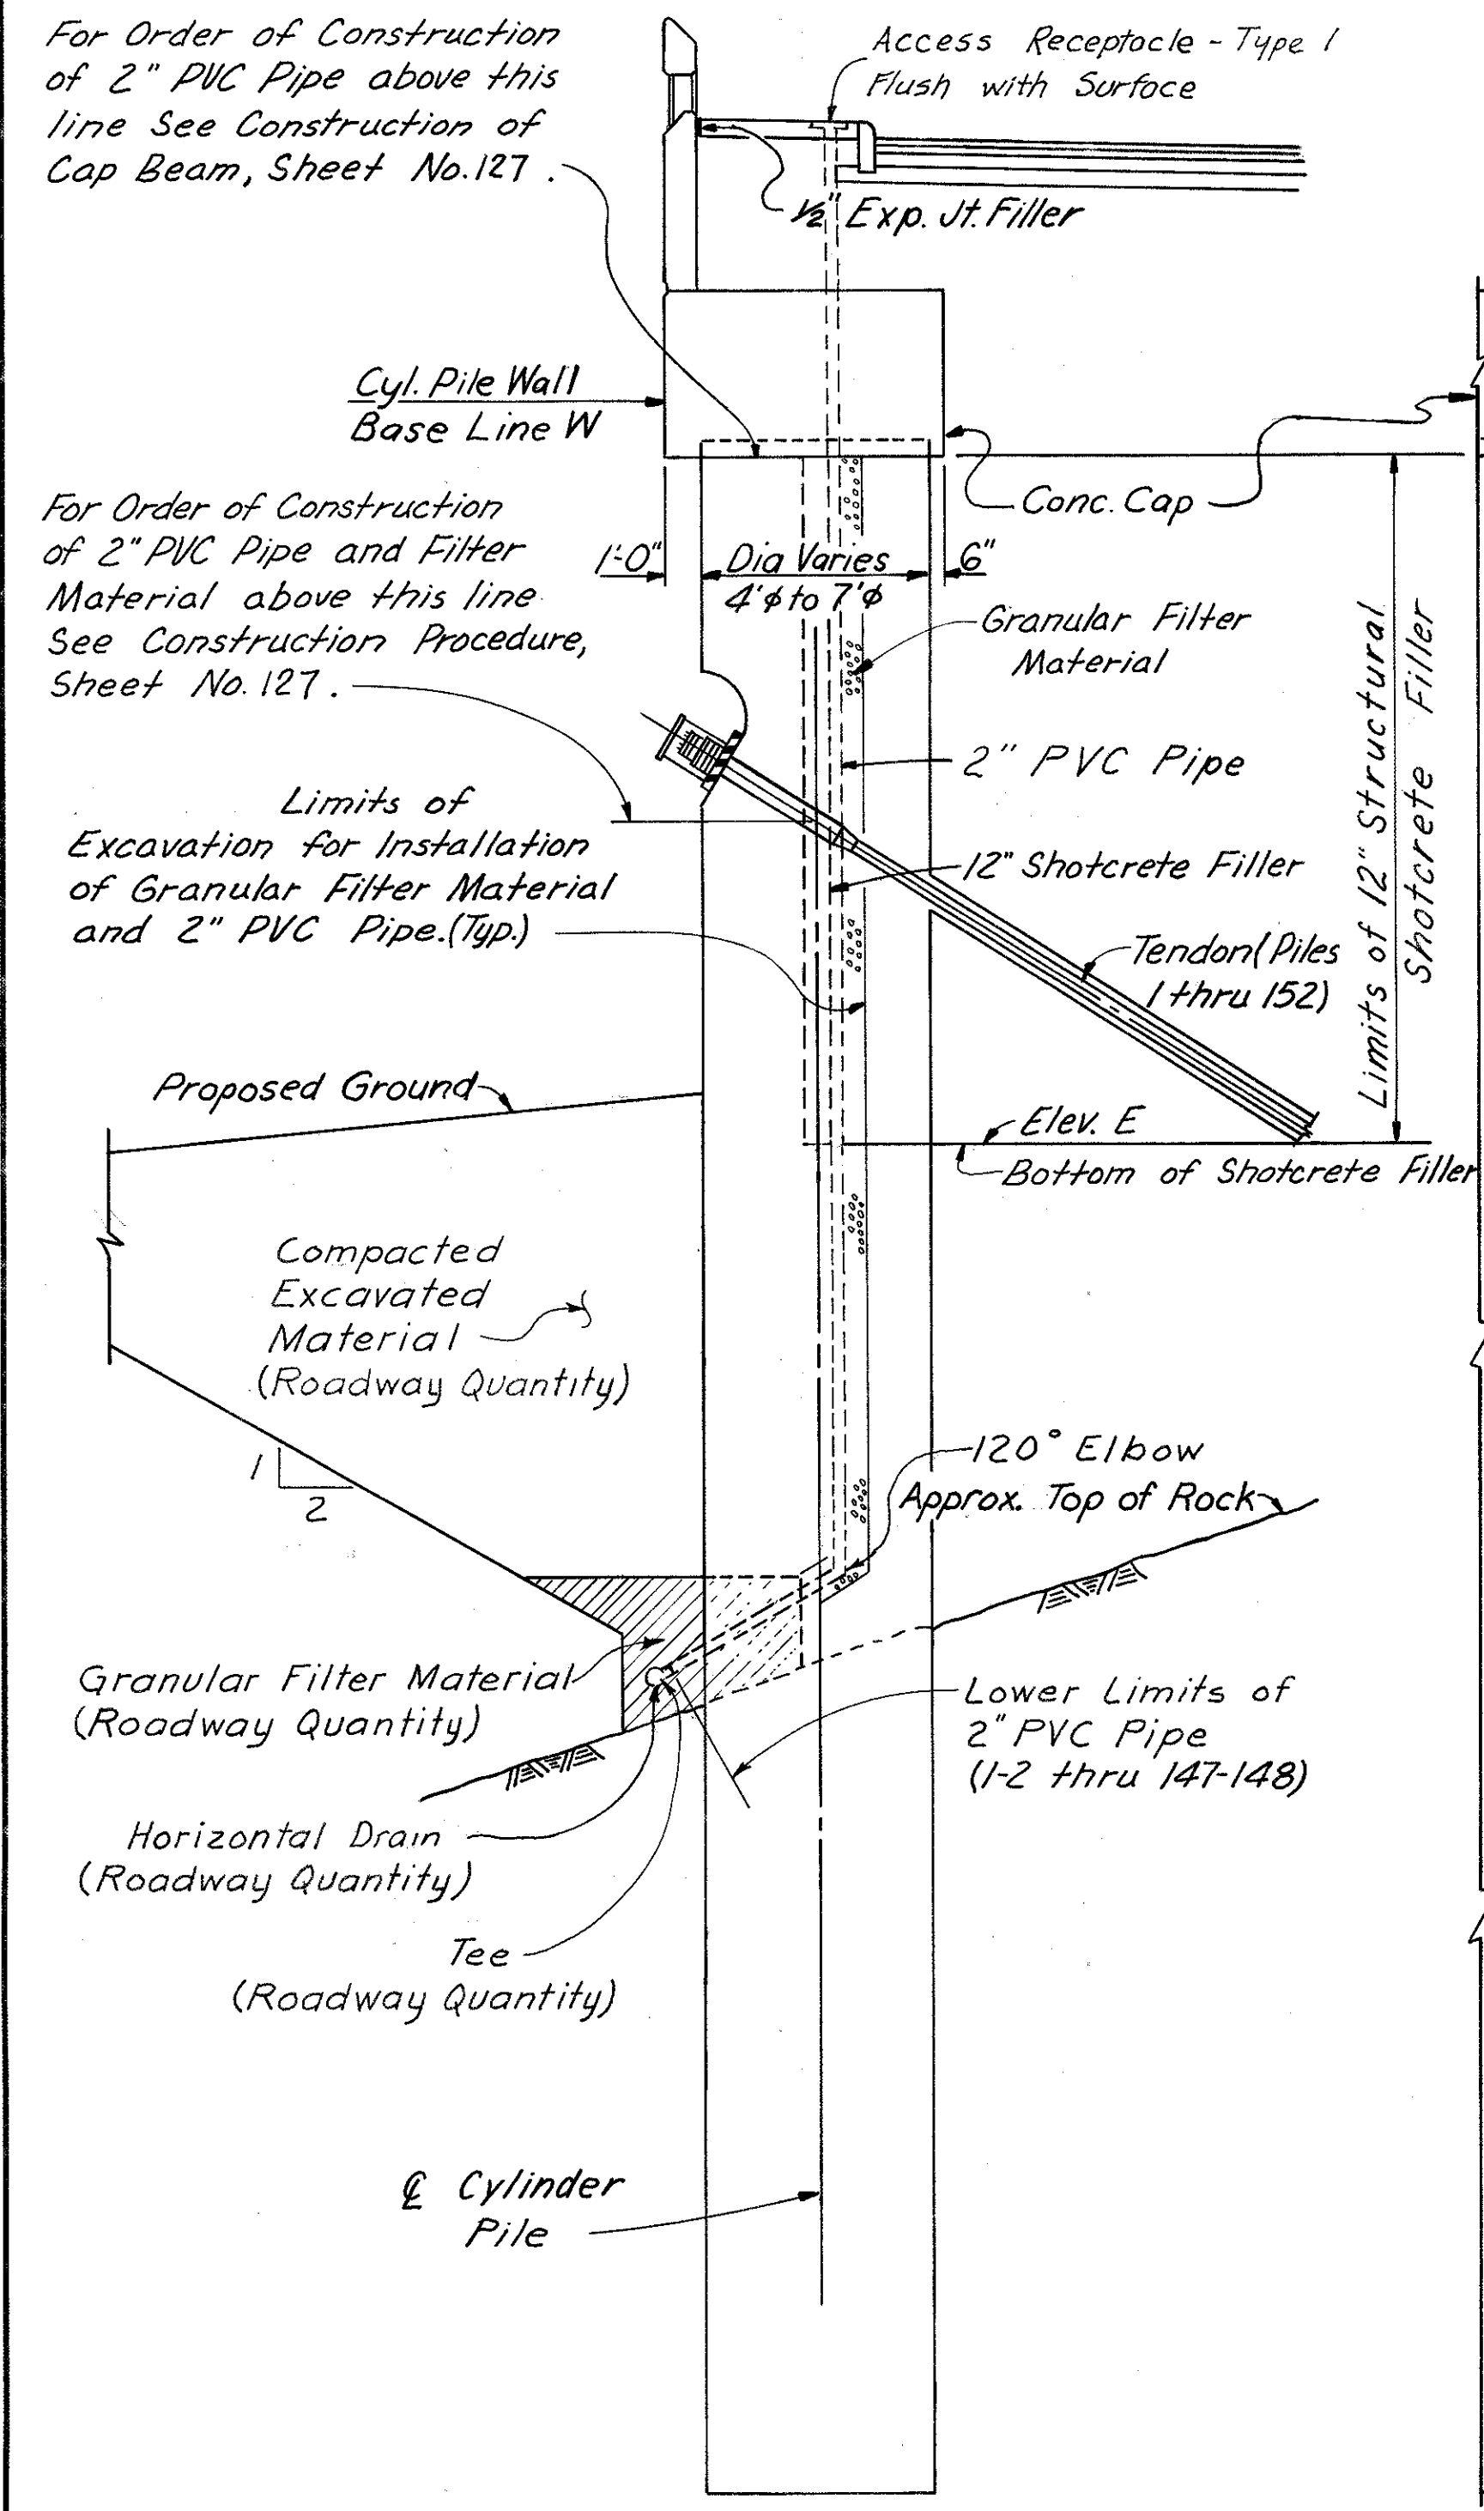 For Order of Construction
of 2" PVC Pipe above this
line See Construction of
Cap Beam, Sheet No. 127.
Access Receptocle - Type 1
Flush with Surface
1/2" Exp. Jt. Filler
Cyl. Pile Wall
Base Line W
Conc. Cap
For Order of Construction
of 2" PVC Pipe and Filter
Material above this line
See Construction Procedure,
Sheet No. 127.
1'-0"
Dia Varies
4'ϕ to 7'ϕ
6"
Granular Filter
Material
2" PVC Pipe
Limits of 12" Structural
Shotcrete Filler
Limits of
Excavation for Installation
of Granular Filter Material
and 2" PVC Pipe. (Typ.)
12" Shotcrete Filler
Tendon (Piles
1 thru 152)
Proposed Ground
Elev. E
Bottom of Shotcrete Filler
Compacted
Excavated
Material
(Roadway Quantity)
1
2
120° Elbow
Approx. Top of Rock
Granular Filter Material
(Roadway Quantity)
Lower Limits of
2" PVC Pipe
(1-2 thru 147-148)
Horizontal Drain
(Roadway Quantity)
Tee
(Roadway Quantity)
℄ Cylinder
Pile